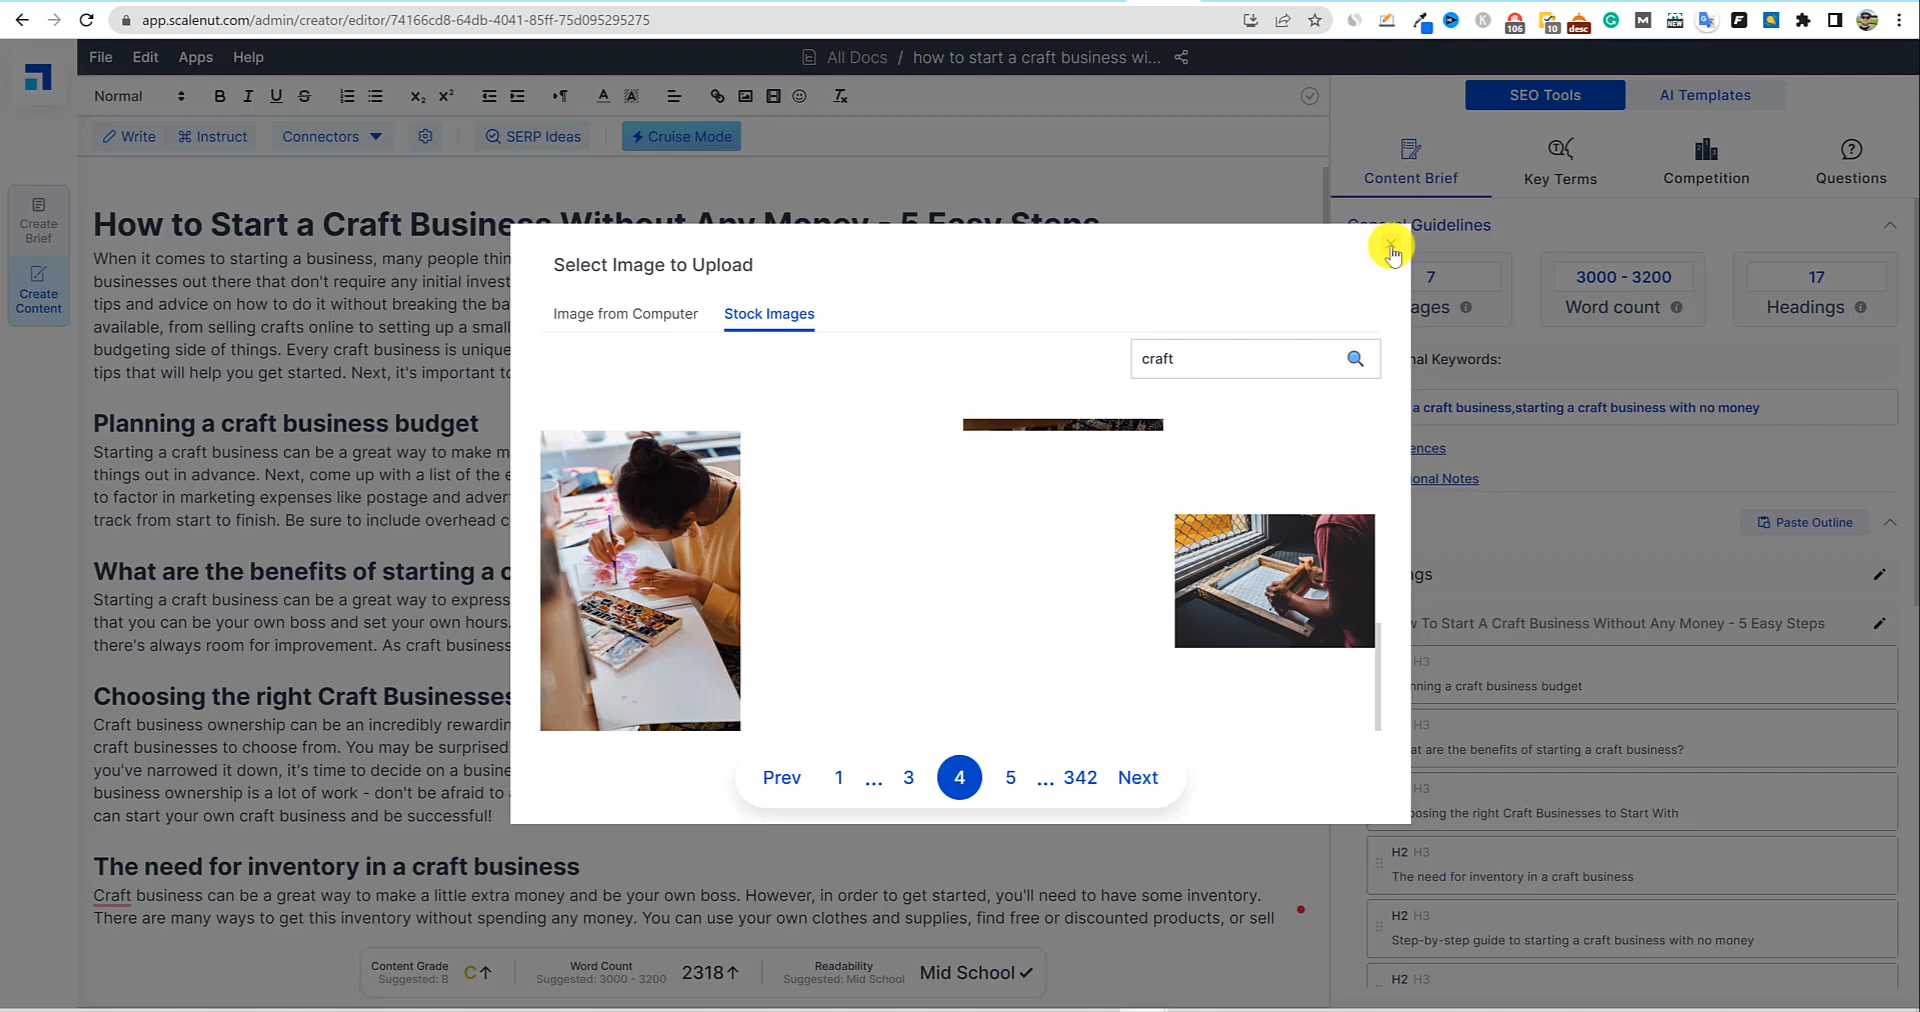 app.scalenut.com/admin/creator/editor/74166cd8-64db-4041-85ff-75d095295275
106
10
desc
NEW
File Edit Apps Help
All Docs / how to start a craft business wi...
SEO Tools
AI Templates
Normal
B I U S
Write
Instruct
Connectors
SERP Ideas
Cruise Mode
Content Brief
Key Terms
Competition
Questions
Create
Brief
Create
Content
How to Start a Craft Business Without Any Money - 5 Easy Steps
When it comes to starting a business, many people thin
businesses out there that don't require any initial invest
tips and advice on how to do it without breaking the ba
available, from selling crafts online to setting up a small
budgeting side of things. Every craft business is unique
tips that will help you get started. Next, it's important to
Planning a craft business budget
Starting a craft business can be a great way to make m
things out in advance. Next, come up with a list of the e
to factor in marketing expenses like postage and adver
track from start to finish. Be sure to include overhead c
What are the benefits of starting a c
Starting a craft business can be a great way to express
that you can be your own boss and set your own hours.
there's always room for improvement. As craft business
Choosing the right Craft Businesses
Craft business ownership can be an incredibly rewardin
craft businesses to choose from. You may be surprised
you've narrowed it down, it's time to decide on a busine
business ownership is a lot of work - don't be afraid to
can start your own craft business and be successful!
The need for inventory in a craft business
Craft business can be a great way to make a little extra money and be your own boss. However, in order to get started, you'll need to have some inventory.
There are many ways to get this inventory without spending any money. You can use your own clothes and supplies, find free or discounted products, or sell
Content Grade
Suggested: B
C
Word Count
Suggested: 3000 - 3200
2318
Readability
Suggested: Mid School
Mid School
Select Image to Upload
Image from Computer
Stock Images
craft
Prev 1 ... 3 4 5 ... 342 Next
General Guidelines
7
ages
3000 - 3200
Word count
17
Headings
nal Keywords:
a craft business,starting a craft business with no money
ences
ional Notes
Paste Outline
ngs
w To Start A Craft Business Without Any Money - 5 Easy Steps
H3
nning a craft business budget
H3
at are the benefits of starting a craft business?
H3
osing the right Craft Businesses to Start With
H2 H3
The need for inventory in a craft business
H2 H3
Step-by-step guide to starting a craft business with no money
H2 H3